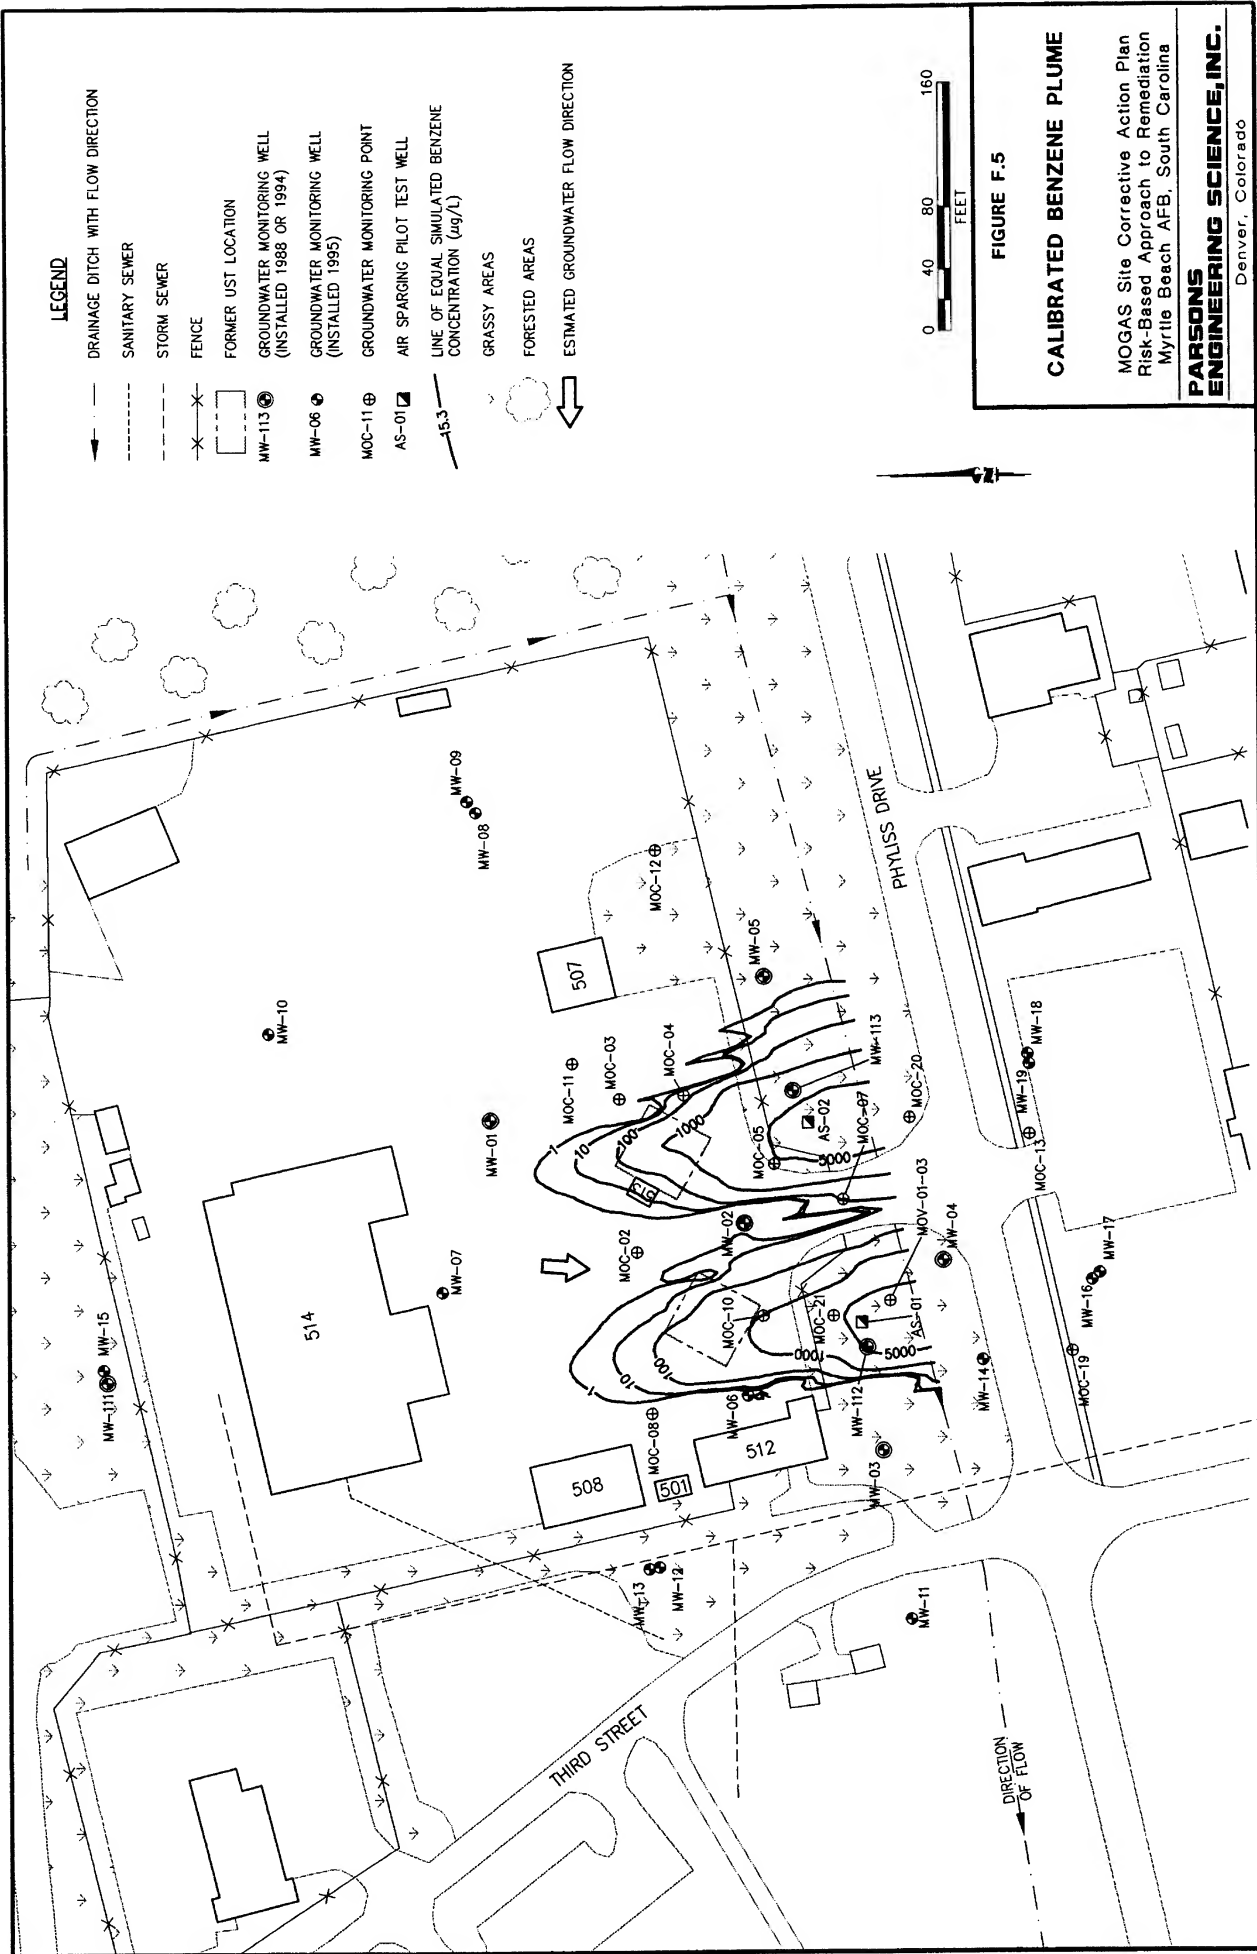 LEGEND
DRAINAGE DITCH WITH FLOW DIRECTION
SANITARY SEWER
STORM SEWER
FENCE
FORMER UST LOCATION
MW-113
GROUNDWATER MONITORING WELL
(INSTALLED 1988 OR 1994)
MW-06
GROUNDWATER MONITORING WELL
(INSTALLED 1995)
MOC-11
GROUNDWATER MONITORING POINT
AS-01
AIR SPARGING PILOT TEST WELL
15.3
LINE OF EQUAL SIMULATED BENZENE
CONCENTRATION (ug/L)
GRASSY AREAS
FORESTED AREAS
ESTMATED GROUNDWATER FLOW DIRECTION
0 40 80 160
FEET
FIGURE F.5
CALIBRATED BENZENE PLUME
MOGAS Site Corrective Action Plan
Risk-Based Approach to Remediation
Myrtle Beach AFB, South Carolina
PARSONS
ENGINEERING SCIENCE, INC.
Denver, Colorado
MW-111
MW-15
514
MW-10
MW-07
MW-01
MW-09
MW-08
507
MOC-12
MOC-11
MOC-03
MOC-04
MW-05
MOC-02
MW-02
513
1
10
100
1000
5000
MOC-05
AS-02
MW-113
MOC-07
MOC-20
MOV-01-03
MW-04
MOC-10
MOC-21
AS-01
1
10
100
1000
5000
MOC-08
508
501
512
MW-06
MW-112
MW-03
MW-14
MW-13
MW-12
MW-11
PHYLISS DRIVE
THIRD STREET
MW-19
MW-18
MOC-13
MW-17
MW-16
MOC-19
DIRECTION
OF FLOW